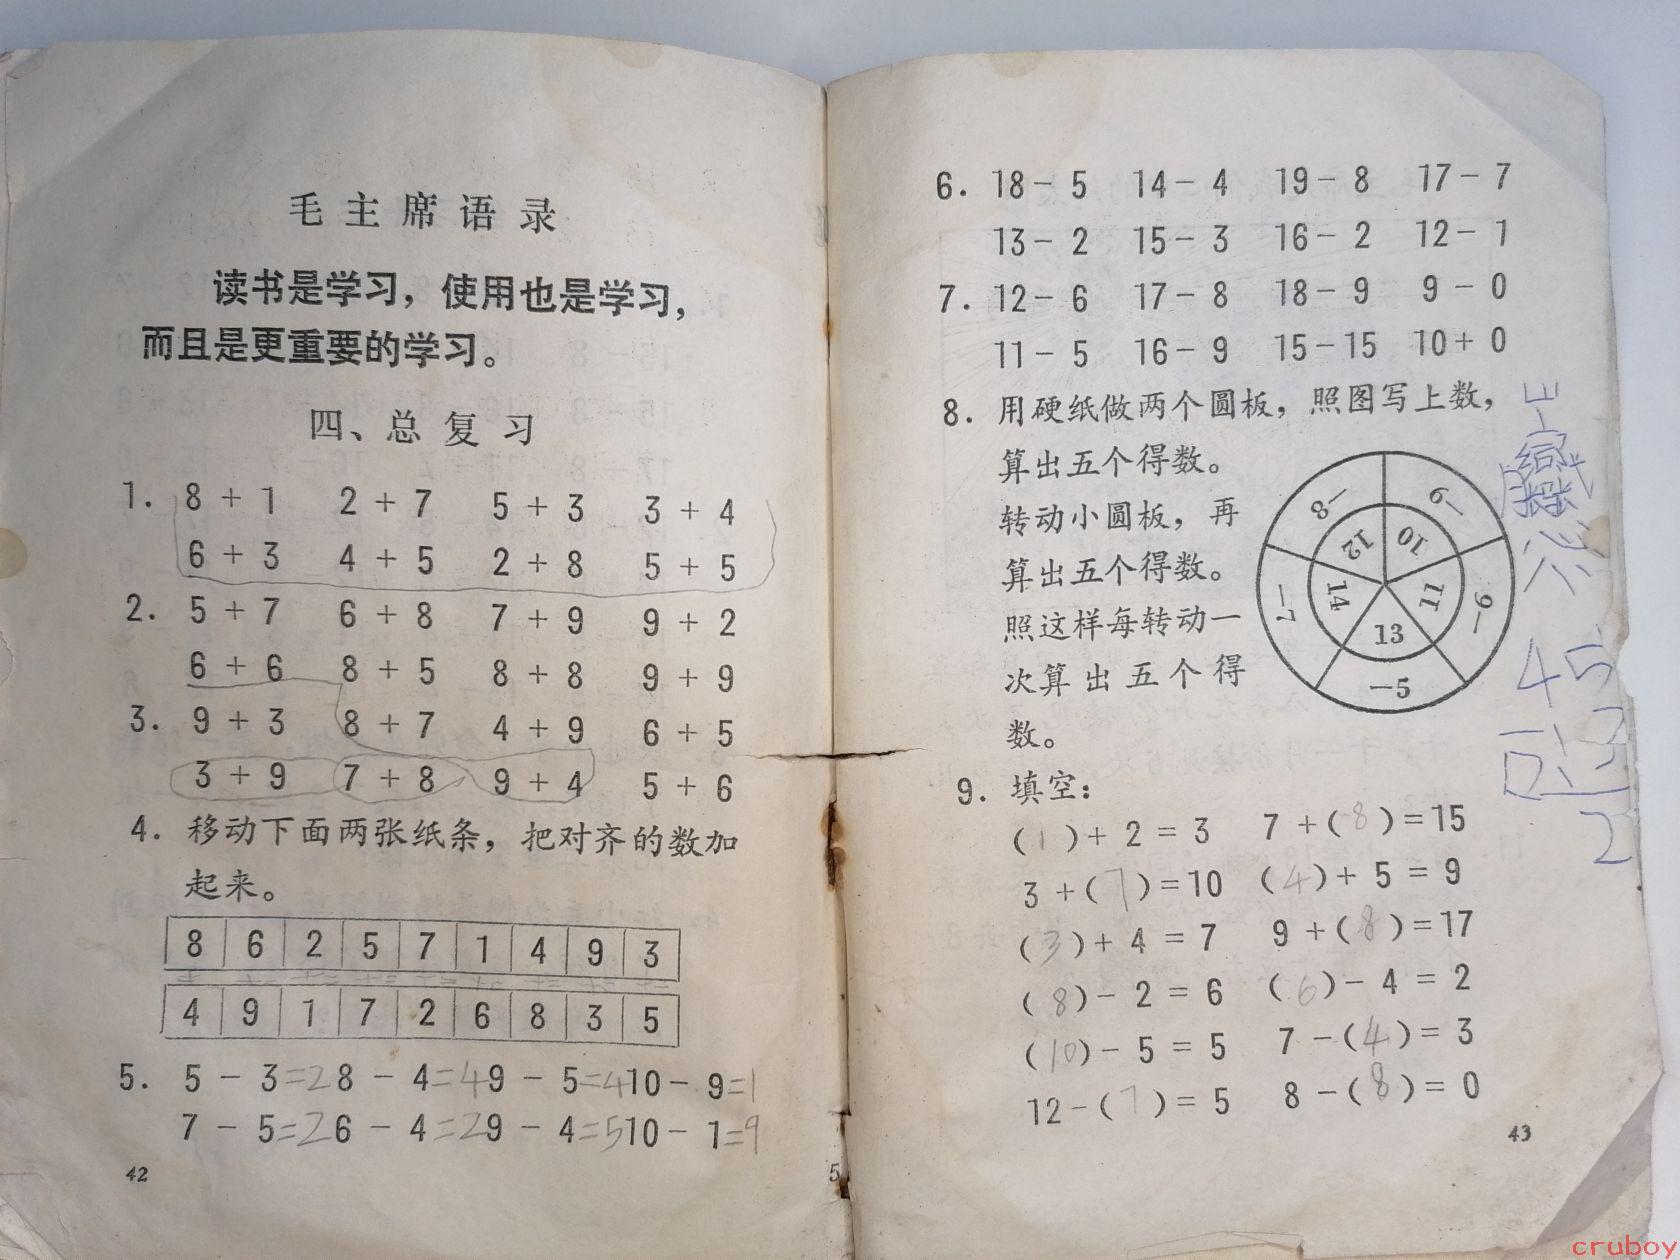 毛主席语录
读书是学习，使用也是学习，
而且是更重要的学习。
四、总复习
1. 8 + 1 2 + 7 5 + 3 3 + 4
6 + 3 4 + 5 2 + 8 5 + 5
2. 5 + 7 6 + 8 7 + 9 9 + 2
6 + 6 8 + 5 8 + 8 9 + 9
3. 9 + 3 8 + 7 4 + 9 6 + 5
3 + 9 7 + 8 9 + 4 5 + 6
4. 移动下面两张纸条，把对齐的数加
起来。
8 6 2 5 7 1 4 9 3
4 9 1 7 2 6 8 3 5
5. 5 - 3=2 8 - 4=4 9 - 5=4 10 - 9=1
7 - 5=2 6 - 4=2 9 - 4=5 10 - 1=9
42
5
6. 18 - 5 14 - 4 19 - 8 17 - 7
13 - 2 15 - 3 16 - 2 12 - 1
7. 12 - 6 17 - 8 18 - 9 9 - 0
11 - 5 16 - 9 15 - 15 10 + 0
8. 用硬纸做两个圆板，照图写上数，
算出五个得数。
转动小圆板，再
算出五个得数。
照这样每转动一
次算出五个得
数。
-8 -9
12 10
-7 14 11 -6
13
-5
45
2
9. 填空：
(1) + 2 = 3 7 + (8) = 15
3 + (7) = 10 (4) + 5 = 9
(3) + 4 = 7 9 + (8) = 17
(8) - 2 = 6 (6) - 4 = 2
(10) - 5 = 5 7 - (4) = 3
12 - (7) = 5 8 - (8) = 0
43
cruboy